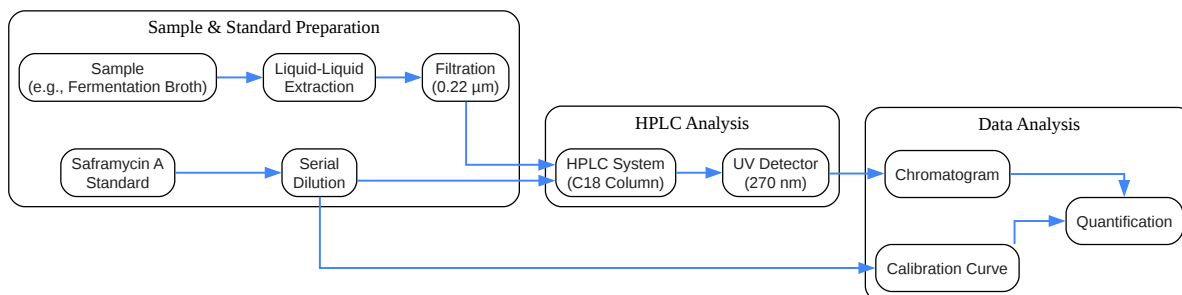 Sample & Standard Preparation
Sample
(e.g., Fermentation Broth)
Liquid-Liquid
Extraction
Filtration
(0.22 µm)
Saframycin A
Standard
Serial
Dilution
HPLC Analysis
HPLC System
(C18 Column)
UV Detector
(270 nm)
Data Analysis
Chromatogram
Quantification
Calibration Curve